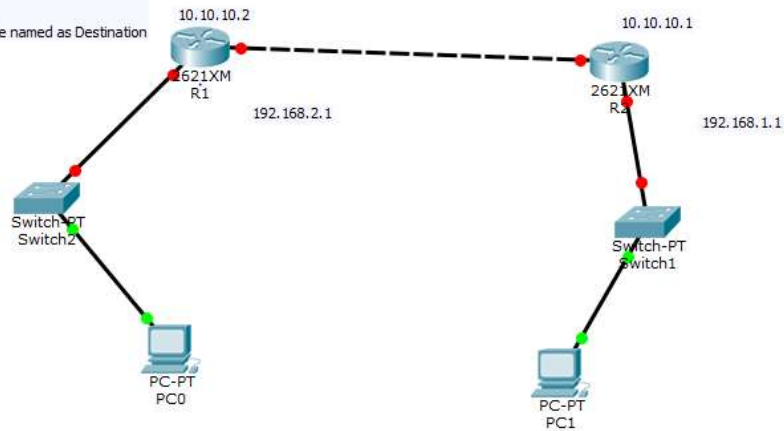 10.10.10.2
e named as Destination
10.10.10.1
2621XM
R1
2621XM
R2
192.168.2.1
192.168.1.1
Switch-PT
Switch2
Switch-PT
Switch1
PC-PT
PC0
PC-PT
PC1